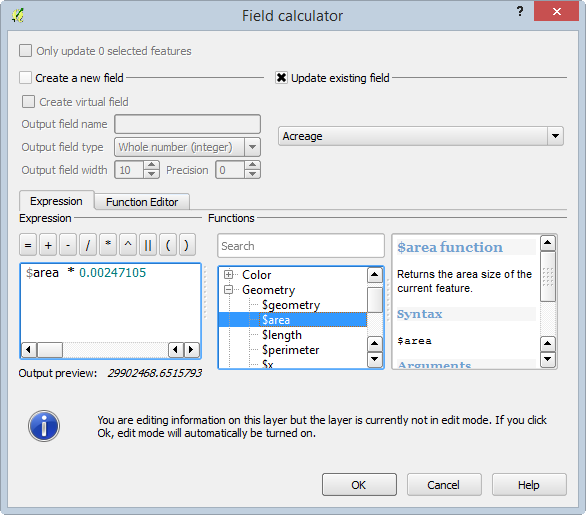 Field calculator
?
Only update 0 selected features
Create a new field
Update existing field
Create virtual field
Output field name
Acreage
Output field type Whole number (integer)
Output field width 10 Precision 0
Expression Function Editor
Expression
Functions
= + - / * ^ || ( )
Search
$area function
Color
Geometry
$geometry
$area
$length
$perimeter
$x
$area * 0.00247105
Returns the area size of the
current feature.
Syntax
$area
Arguments
Output preview: 29902468.6515793
You are editing information on this layer but the layer is currently not in edit mode. If you click
Ok, edit mode will automatically be turned on.
OK Cancel Help